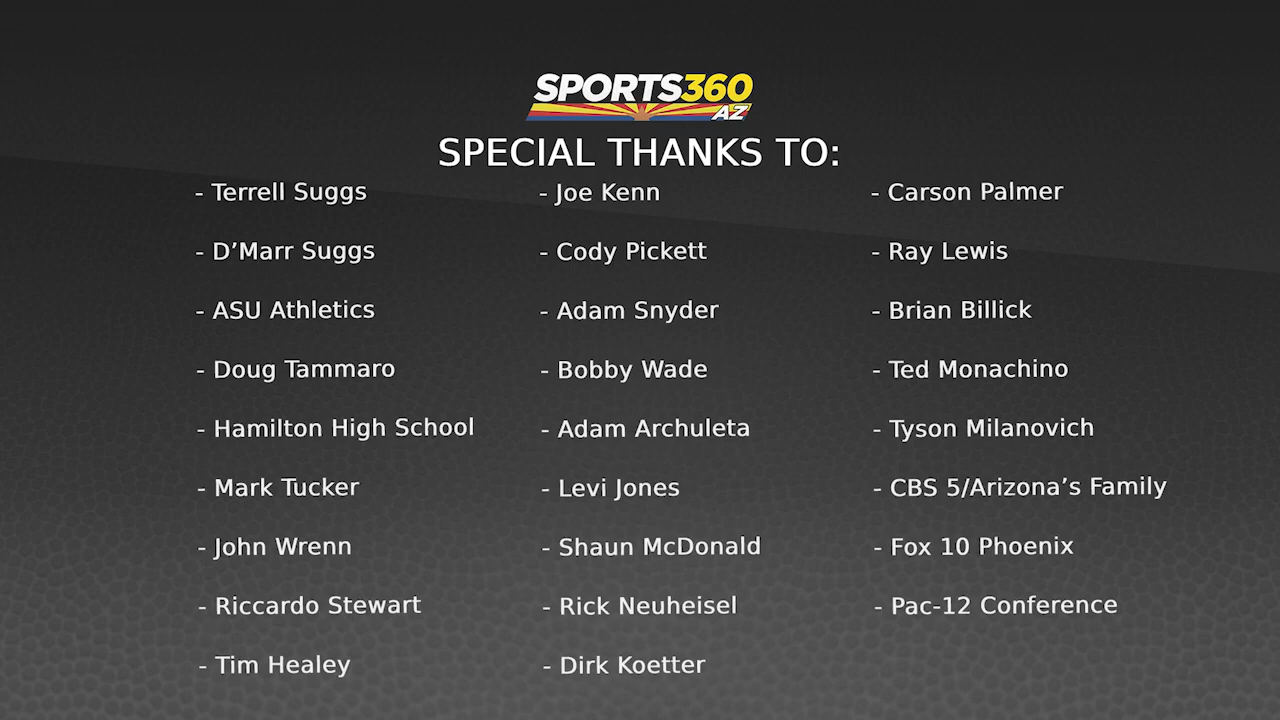 SPORTS360
AZ
SPECIAL THANKS TO:
- Terrell Suggs
- D’Marr Suggs
- ASU Athletics
- Doug Tammaro
- Hamilton High School
- Mark Tucker
- John Wrenn
- Riccardo Stewart
- Tim Healey
- Joe Kenn
- Cody Pickett
- Adam Snyder
- Bobby Wade
- Adam Archuleta
- Levi Jones
- Shaun McDonald
- Rick Neuheisel
- Dirk Koetter
- Carson Palmer
- Ray Lewis
- Brian Billick
- Ted Monachino
- Tyson Milanovich
- CBS 5/Arizona’s Family
- Fox 10 Phoenix
- Pac-12 Conference